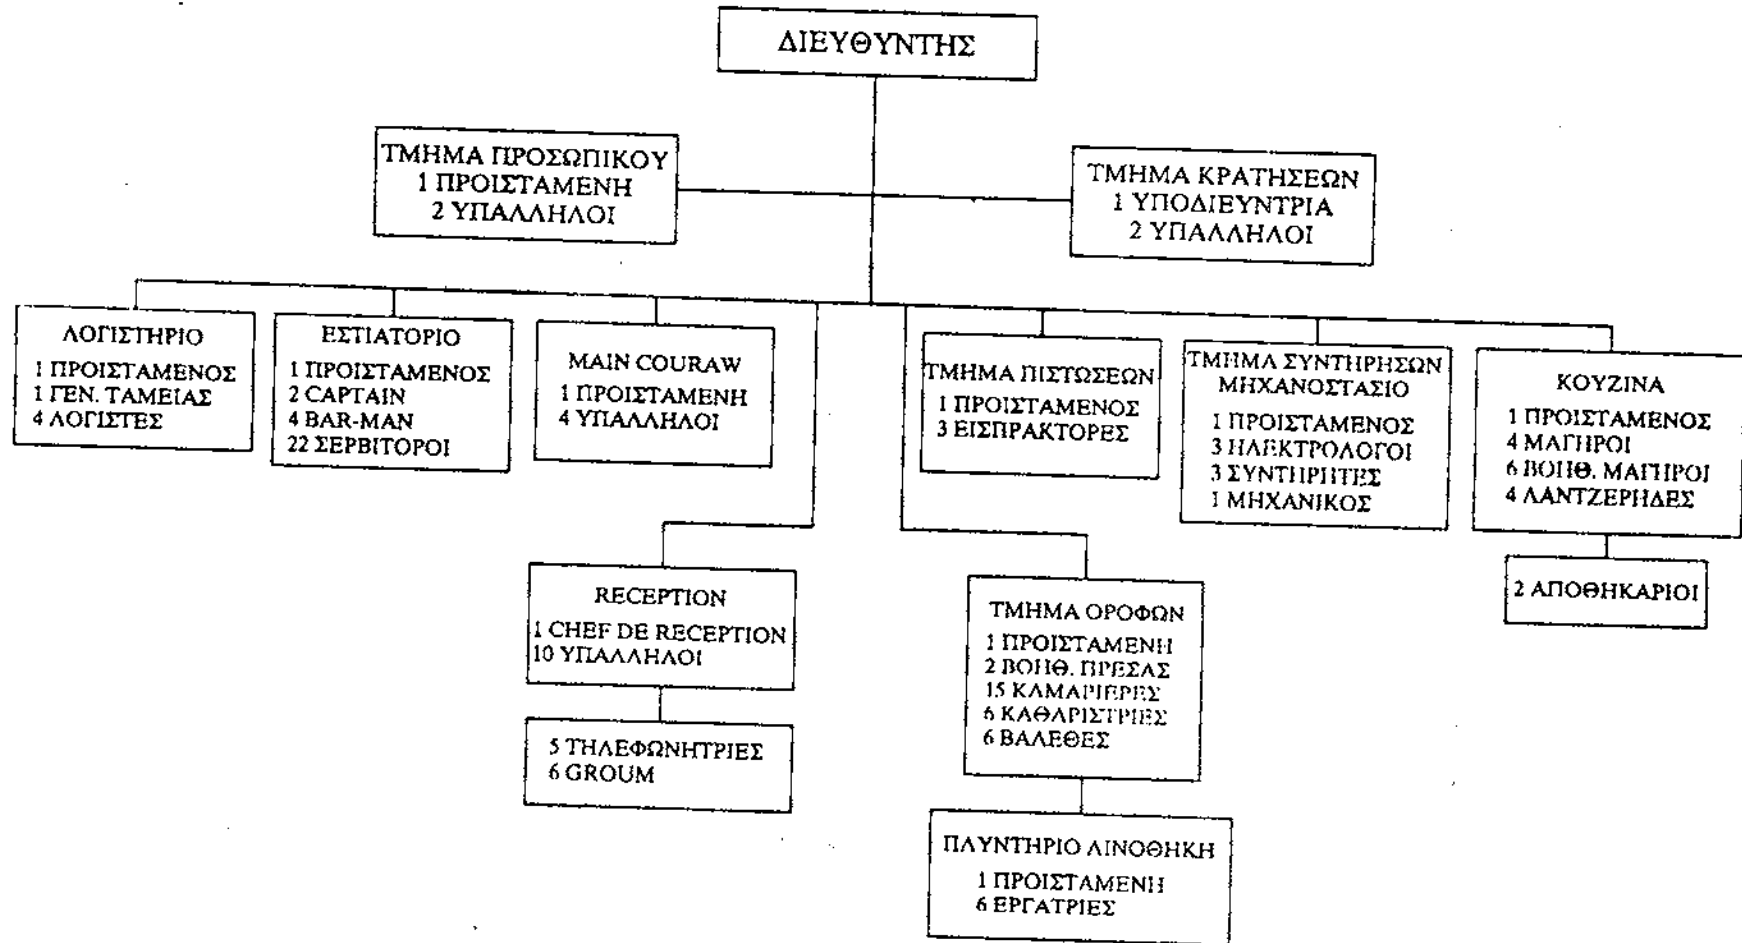 ΔΙΕΥΘΥΝΤΗΣ
ΤΜΗΜΑ ΠΡΟΣΩΠΙΚΟΥ
1 ΠΡΟΙΣΤΑΜΕΝΗ
2 ΥΠΑΛΛΗΛΟΙ
ΤΜΗΜΑ ΚΡΑΤΗΣΕΩΝ
1 ΥΠΟΔΙΕΥΝΤΡΙΑ
2 ΥΠΑΛΛΗΛΟΙ
ΛΟΓΙΣΤΗΡΙΟ
1 ΠΡΟΙΣΤΑΜΕΝΟΣ
1 ΓΕΝ. ΤΑΜΕΙΑΣ
4 ΛΟΓΙΣΤΕΣ
ΕΣΤΙΑΤΟΡΙΟ
1 ΠΡΟΙΣΤΑΜΕΝΟΣ
2 CAPTAIN
4 BAR-MAN
22 ΣΕΡΒΙΤΟΡΟΙ
MAIN COURAW
1 ΠΡΟΙΣΤΑΜΕΝΗ
4 ΥΠΑΛΛΗΛΟΙ
ΤΜΗΜΑ ΠΙΣΤΩΣΕΩΝ
1 ΠΡΟΙΣΤΑΜΕΝΟΣ
3 ΕΙΣΠΡΑΚΤΟΡΕΣ
ΤΜΗΜΑ ΣΥΝΤΗΡΗΣΩΝ
ΜΗΧΑΝΟΣΤΑΣΙΟ
1 ΠΡΟΙΣΤΑΜΕΝΟΣ
3 ΗΛΕΚΤΡΟΛΟΓΟΙ
3 ΣΥΝΤΗΡΗΤΕΣ
1 ΜΗΧΑΝΙΚΟΣ
ΚΟΥΖΙΝΑ
1 ΠΡΟΙΣΤΑΜΕΝΟΣ
4 ΜΑΓΗΡΟΙ
6 ΒΟΗΘ. ΜΑΓΗΡΟΙ
4 ΛΑΝΤΖΕΡΗΔΕΣ
2 ΑΠΟΘΗΚΑΡΙΟΙ
RECEPTION
1 CHEF DE RECEPTION
10 ΥΠΑΛΛΗΛΟΙ
5 ΤΗΛΕΦΩΝΗΤΡΙΕΣ
6 GROUM
ΤΜΗΜΑ ΟΡΟΦΩΝ
1 ΠΡΟΙΣΤΑΜΕΝΗ
2 ΒΟΗΘ. ΠΡΕΣΑΣ
15 ΚΑΜΑΡΙΕΡΕΣ
6 ΚΑΘΑΡΙΣΤΡΙΕΣ
6 ΒΑΛΕΘΕΣ
ΠΛΥΝΤΗΡΙΟ ΛΙΝΟΘΗΚΗ
1 ΠΡΟΙΣΤΑΜΕΝΗ
6 ΕΡΓΑΤΡΙΕΣ